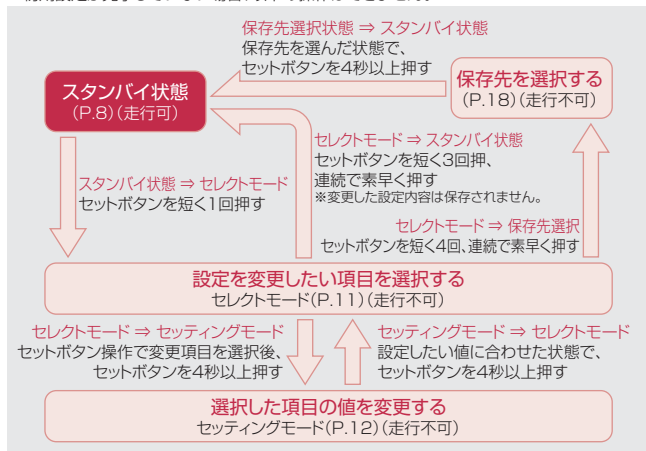 保存先選択状態 ⇒ スタンバイ状態
保存先を選んだ状態で、
セットボタンを4秒以上押す
スタンバイ状態
(P.8)(走行可)
保存先を選択する
(P.18)(走行不可)
セレクトモード ⇒ スタンバイ状態
セットボタンを短く3回押、
連続で素早く押す
※変更した設定内容は保存されません。
スタンバイ状態 ⇒ セレクトモード
セットボタンを短く1回押す
セレクトモード ⇒ 保存先選択
セットボタンを短く4回、連続で素早く押す
設定を変更したい項目を選択する
セレクトモード(P.11)(走行不可)
セレクトモード ⇒ セッティングモード
セットボタン操作で変更項目を選択後、
セットボタンを4秒以上押す
セッティングモード ⇒ セレクトモード
設定したい値に合わせた状態で、
セットボタンを4秒以上押す
選択した項目の値を変更する
セッティングモード(P.12)(走行不可)